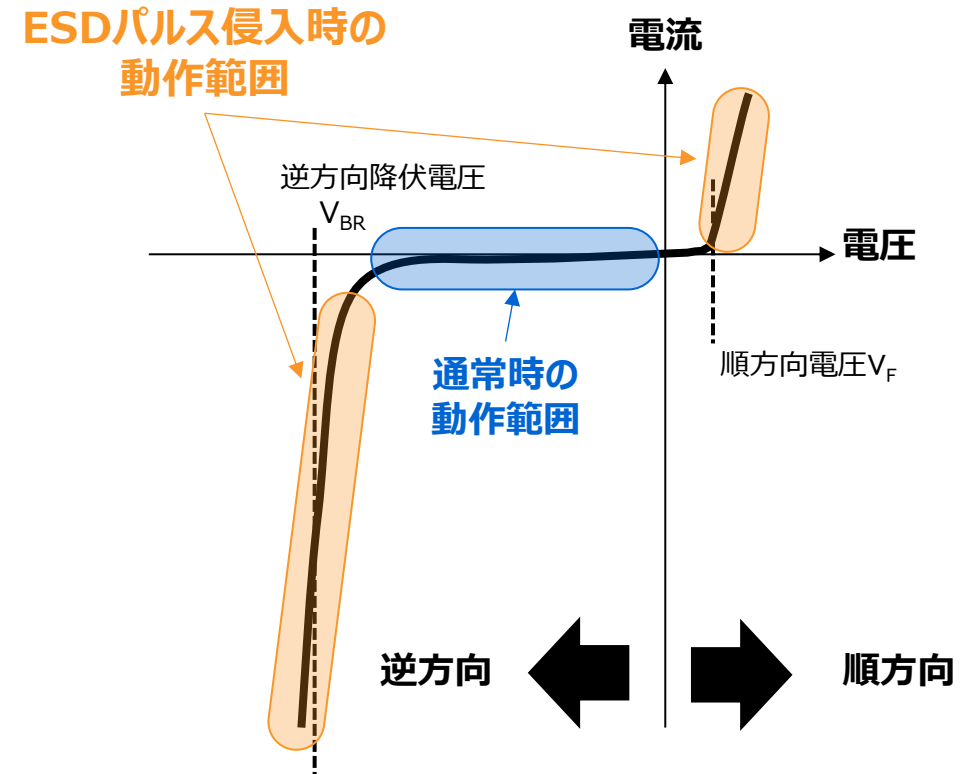 ESDパルス侵入時の
動作範囲
電流
逆方向降伏電圧
VBR
電圧
順方向電圧VF
通常時の
動作範囲
逆方向
順方向